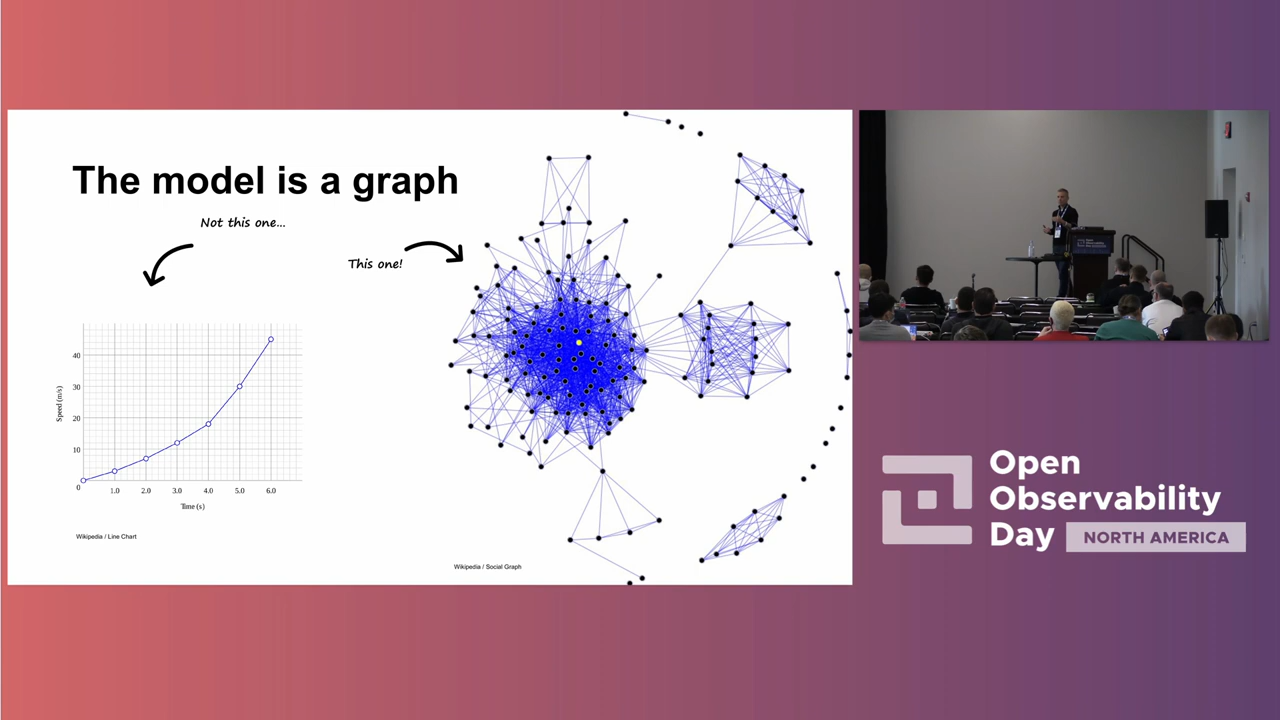 The model is a graph
Not this one...
This one!
40
30
20
10
0
1.0
2.0
3.0
4.0
5.0
6.0
Speed (m/s)
Time (s)
Wikipedia / Line Chart
Wikipedia / Social Graph
Open
Observability
Day
NORTH AMERICA